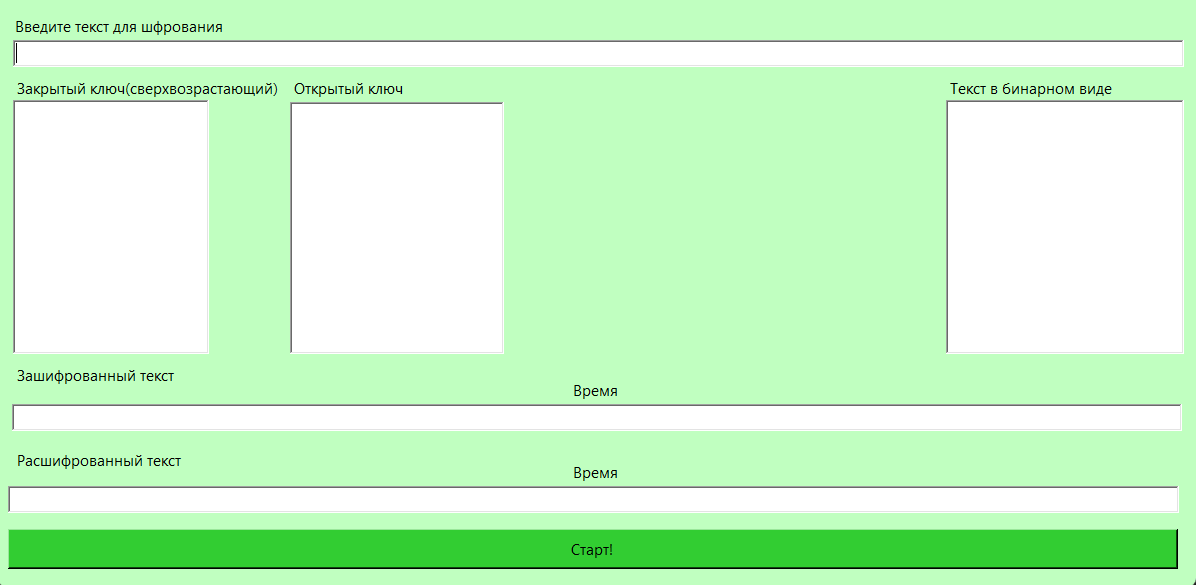 Введите текст для шфрования
Закрытый ключ(сверхвозрастающий)
Открытый ключ
Текст в бинарном виде
Зашифрованный текст
Время
Расшифрованный текст
Время
Старт!